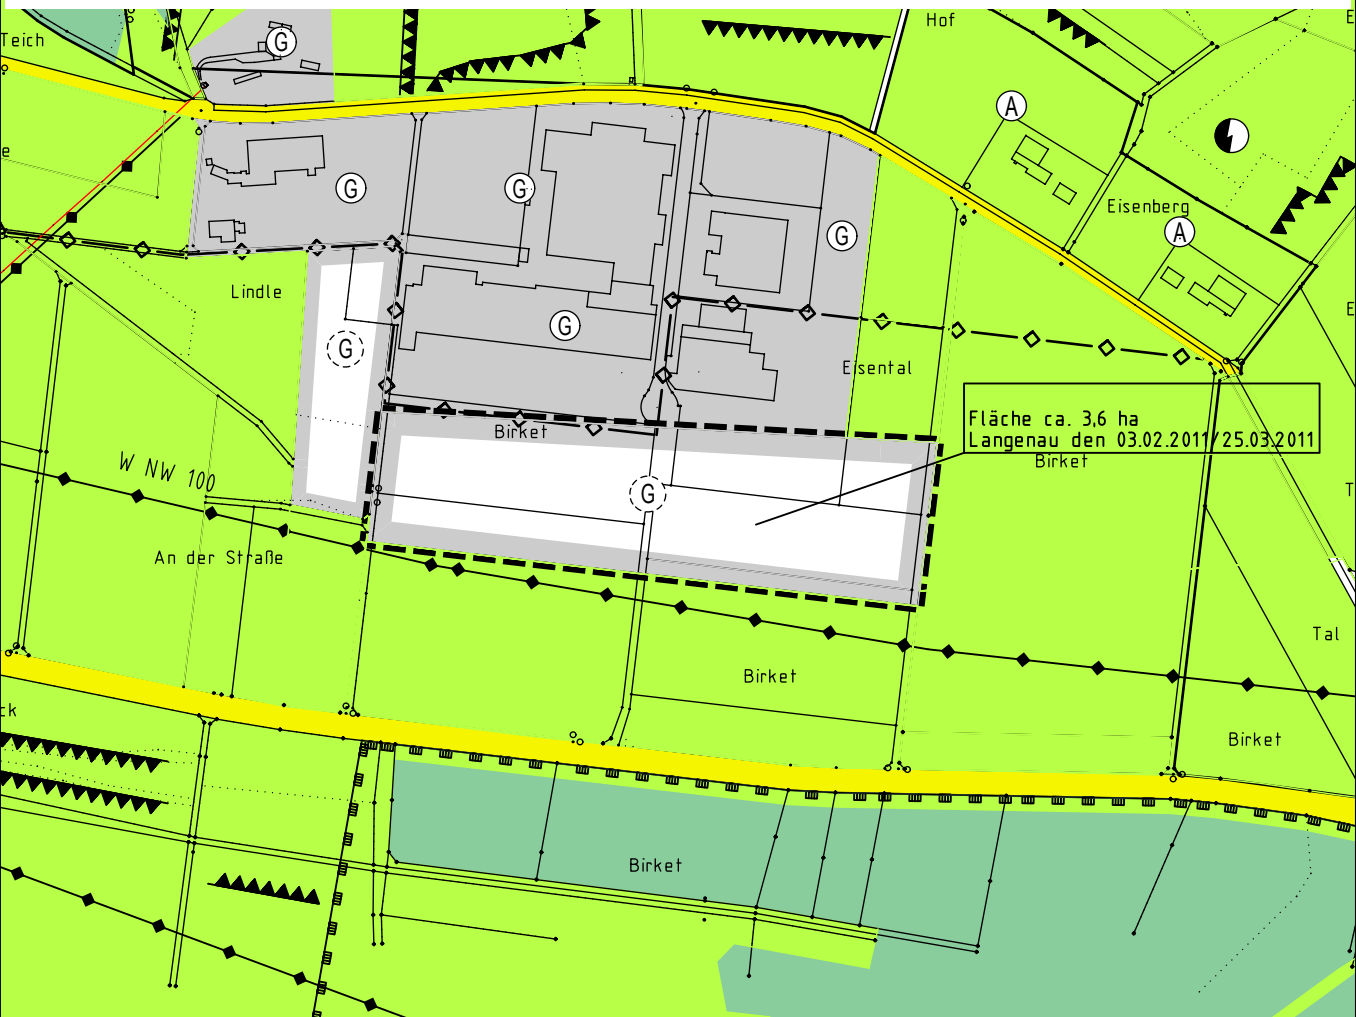 Hof
Teich
G
A
e
G
G
Eisenberg
A
G
Lindle
E
G
G
Eisental
Fläche ca. 3,6 ha
Langenau den 03.02.2011/25.03.2011
Birket
Birket
W NW 100
G
T
An der Straße
Tal
Birket
ck
Birket
Birket